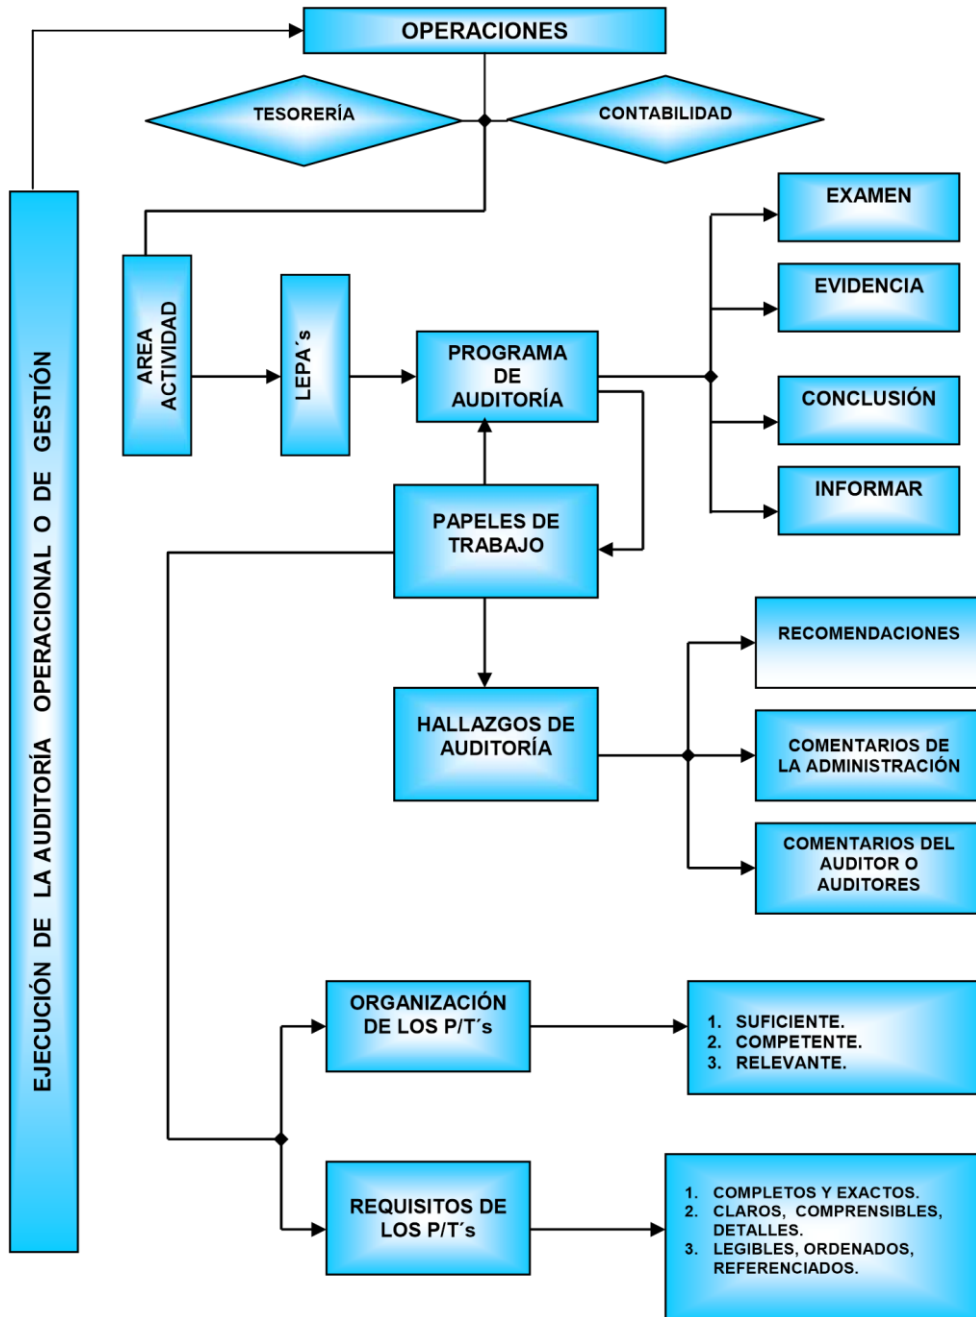 OPERACIONES
TESORERÍA
CONTABILIDAD
EJECUCIÓN DE LA AUDITORÍA OPERACIONAL O DE GESTIÓN
EXAMEN
EVIDENCIA
CONCLUSIÓN
INFORMAR
AREA
ACTIVIDAD
LEPA´s
PROGRAMA
DE
AUDITORÍA
PAPELES DE
TRABAJO
HALLAZGOS DE
AUDITORÍA
RECOMENDACIONES
COMENTARIOS DE
LA ADMINISTRACIÓN
COMENTARIOS DEL
AUDITOR O
AUDITORES
ORGANIZACIÓN
DE LOS P/T´s
1. SUFICIENTE.
2. COMPETENTE.
3. RELEVANTE.
REQUISITOS DE
LOS P/T´s
1. COMPLETOS Y EXACTOS.
2. CLAROS, COMPRENSIBLES,
DETALLES.
3. LEGIBLES, ORDENADOS,
REFERENCIADOS.